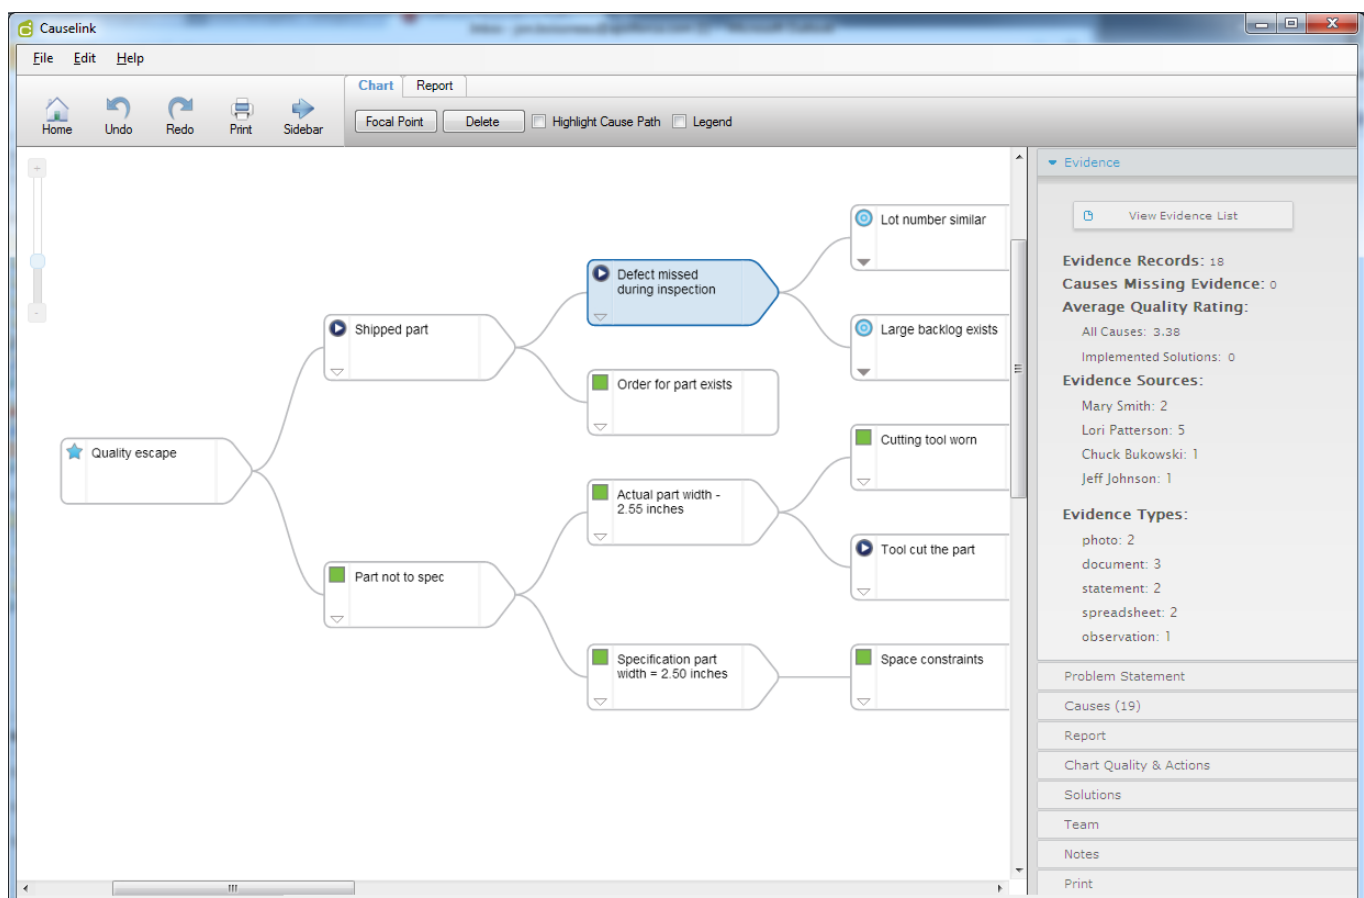 Causelink
File Edit Help
Chart Report
Home Undo Redo Print Sidebar
Focal Point Delete Highlight Cause Path Legend
Quality escape
Shipped part
Part not to spec
Defect missed
during inspection
Order for part exists
Actual part width -
2.55 inches
Specification part
width = 2.50 inches
Lot number similar
Large backlog exists
Cutting tool worn
Tool cut the part
Space constraints
Evidence
View Evidence List
Evidence Records: 18
Causes Missing Evidence: 0
Average Quality Rating:
All Causes: 3.38
Implemented Solutions: 0
Evidence Sources:
Mary Smith: 2
Lori Patterson: 5
Chuck Bukowski: 1
Jeff Johnson: 1
Evidence Types:
photo: 2
document: 3
statement: 2
spreadsheet: 2
observation: 1
Problem Statement
Causes (19)
Report
Chart Quality & Actions
Solutions
Team
Notes
Print